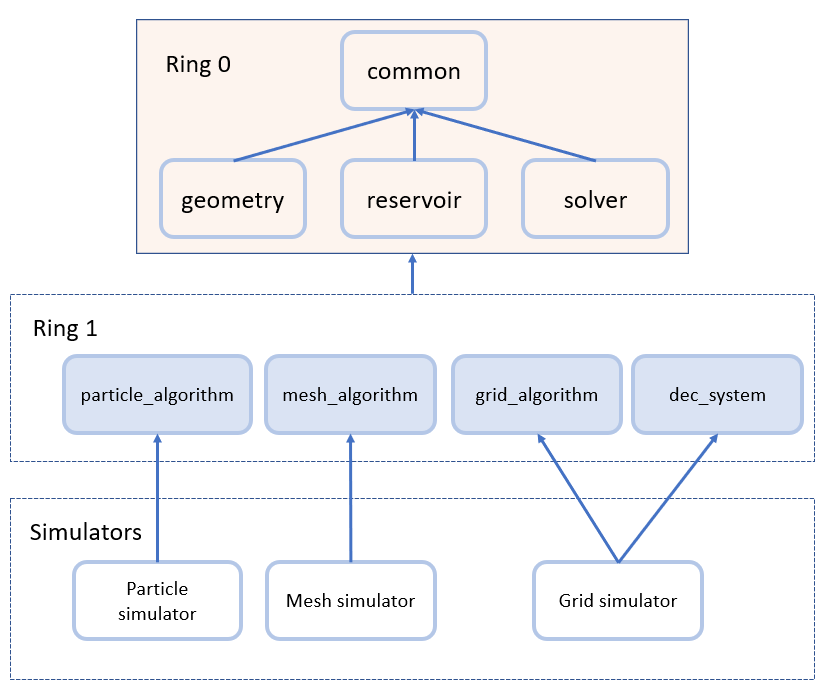 Ring 0
common
geometry
reservoir
solver
Ring 1
particle_algorithm
mesh_algorithm
grid_algorithm
dec_system
Simulators
Particle
simulator
Mesh simulator
Grid simulator